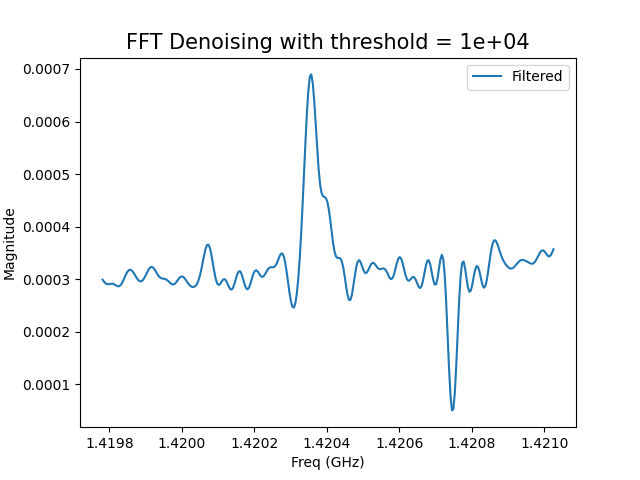 FFT Denoising with threshold = 1e+04
Filtered
0.0007
0.0006
0.0005
0.0004
0.0003
0.0002
0.0001
Magnitude
1.4198 1.4200 1.4202 1.4204 1.4206 1.4208 1.4210
Freq (GHz)